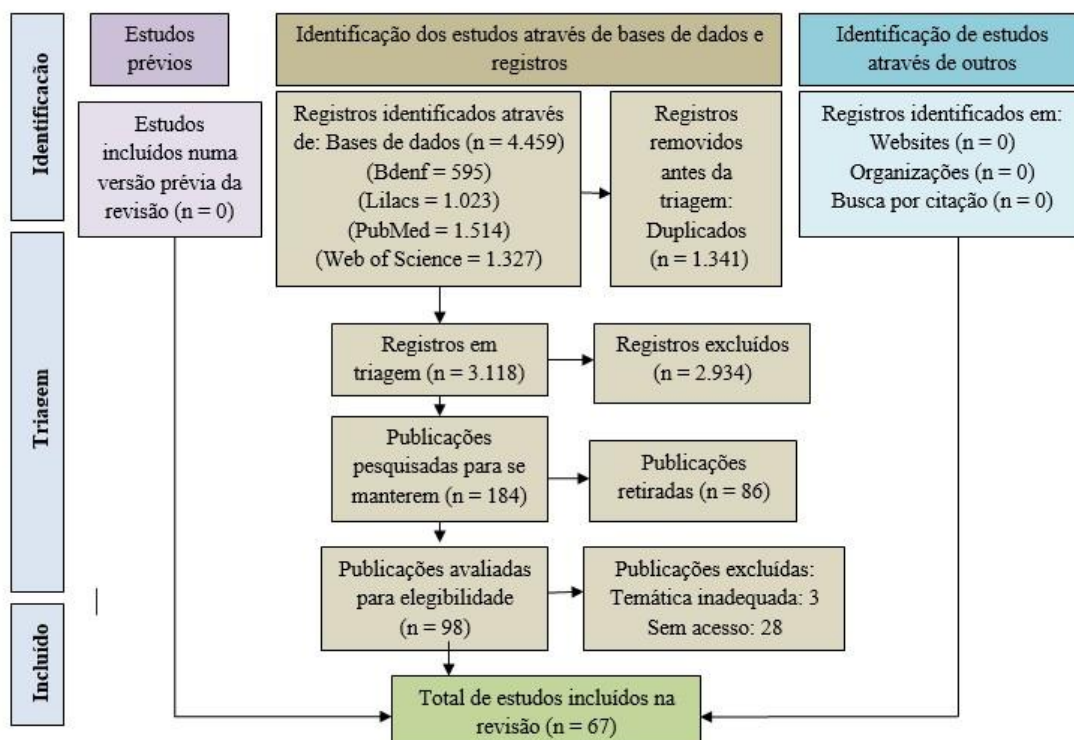 Identificação
Estudos
prévios
Identificação dos estudos através de bases de dados e
registros
Identificação de estudos
através de outros
Estudos
incluídos numa
versão prévia da
revisão (n = 0)
Registros identificados através
de: Bases de dados (n = 4.459)
(Bdenf = 595)
(Lilacs = 1.023)
(PubMed = 1.514)
(Web of Science = 1.327)
Registros
removidos
antes da
triagem:
Duplicados
(n = 1.341)
Registros identificados em:
Websites (n = 0)
Organizações (n = 0)
Busca por citação (n = 0)
Triagem
Registros em
triagem (n = 3.118)
Registros excluídos
(n = 2.934)
Publicações
pesquisadas para se
manterem (n = 184)
Publicações
retiradas (n = 86)
Publicações avaliadas
para elegibilidade
(n = 98)
Publicações excluídas:
Temática inadequada: 3
Sem acesso: 28
Incluído
Total de estudos incluídos na
revisão (n = 67)